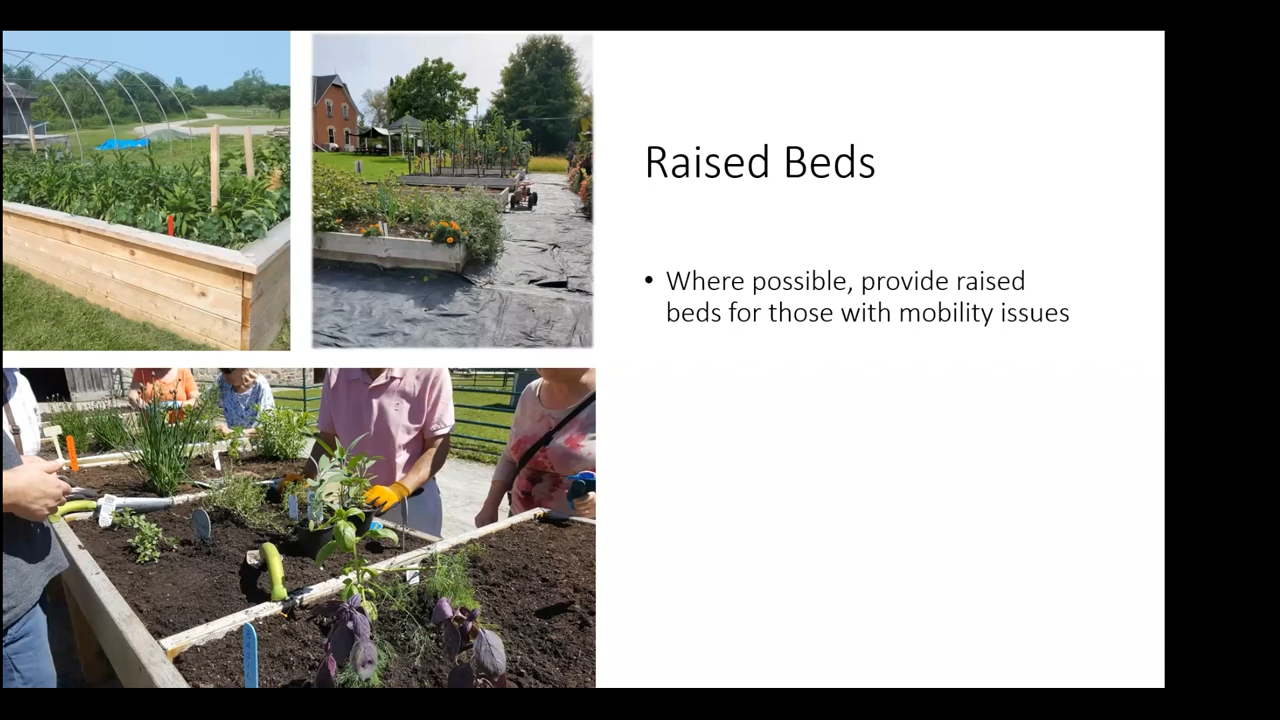 Raised Beds
• Where possible, provide raised
beds for those with mobility issues